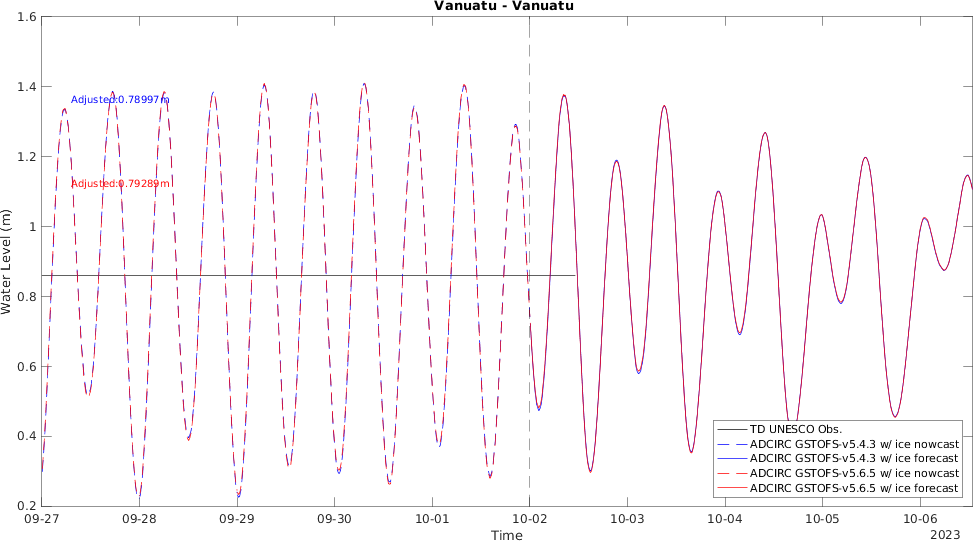 Vanuatu - Vanuatu
1.6
1.4
1.2
1
0.8
0.6
0.4
0.2
Water Level (m)
Adjusted:0.78997m
Adjusted:0.79289m
TD UNESCO Obs.
ADCIRC GSTOFS-v5.4.3 w/ ice nowcast
ADCIRC GSTOFS-v5.4.3 w/ ice forecast
ADCIRC GSTOFS-v5.6.5 w/ ice nowcast
ADCIRC GSTOFS-v5.6.5 w/ ice forecast
09-27 09-28 09-29 09-30 10-01 10-02 10-03 10-04 10-05 10-06
Time
2023